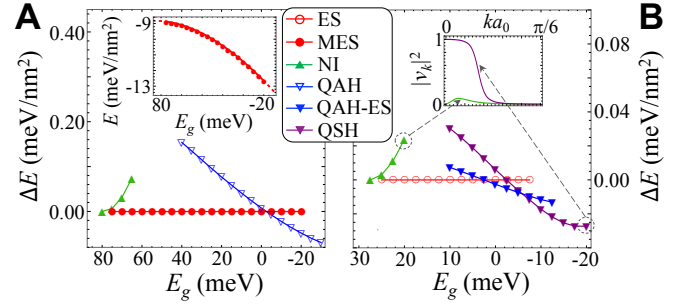 A
B
ΔE (meV/nm²)
0.40
0.20
0.00
80 60 40 20 0 -20
E_g (meV)
E (meV/nm²)
-9
-13
80 -20
E_g (meV)
ES
MES
NI
QAH
QAH-ES
QSH
0 ka₀ π/6
|v_k|²
1
0
30 20 10 0 -10 -20
E_g (meV)
0.08
0.04
0.00
ΔE (meV/nm²)